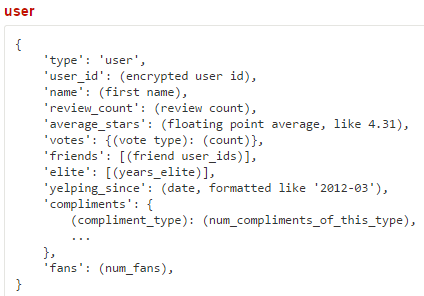 user
{
    'type': 'user',
    'user_id': (encrypted user id),
    'name': (first name),
    'review_count': (review count),
    'average_stars': (floating point average, like 4.31),
    'votes': {(vote type): (count)},
    'friends': [(friend user_ids)],
    'elite': [(years_elite)],
    'yelping_since': (date, formatted like '2012-03'),
    'compliments': {
        (compliment_type): (num_compliments_of_this_type),
        ...
    },
    'fans': (num_fans),
}